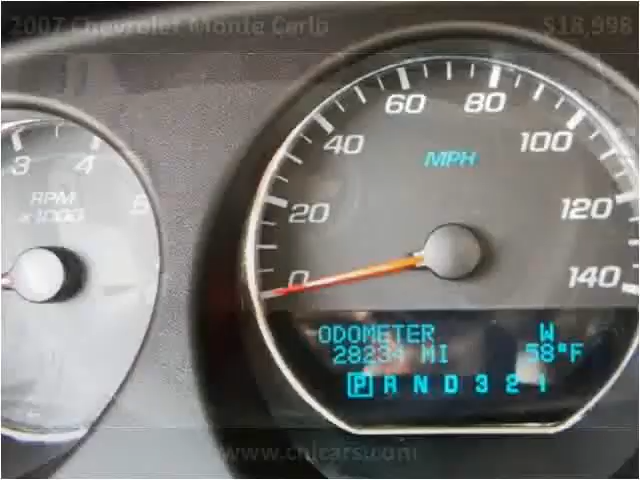 2007 Chevrolet Monte Carlo $18,998
3 4 5
RPM
x1000
0 20 40 60 80 100 120 140
MPH
ODOMETER W
28234 MI 58°F
P R N D 3 2 1
www.cnlcars.com